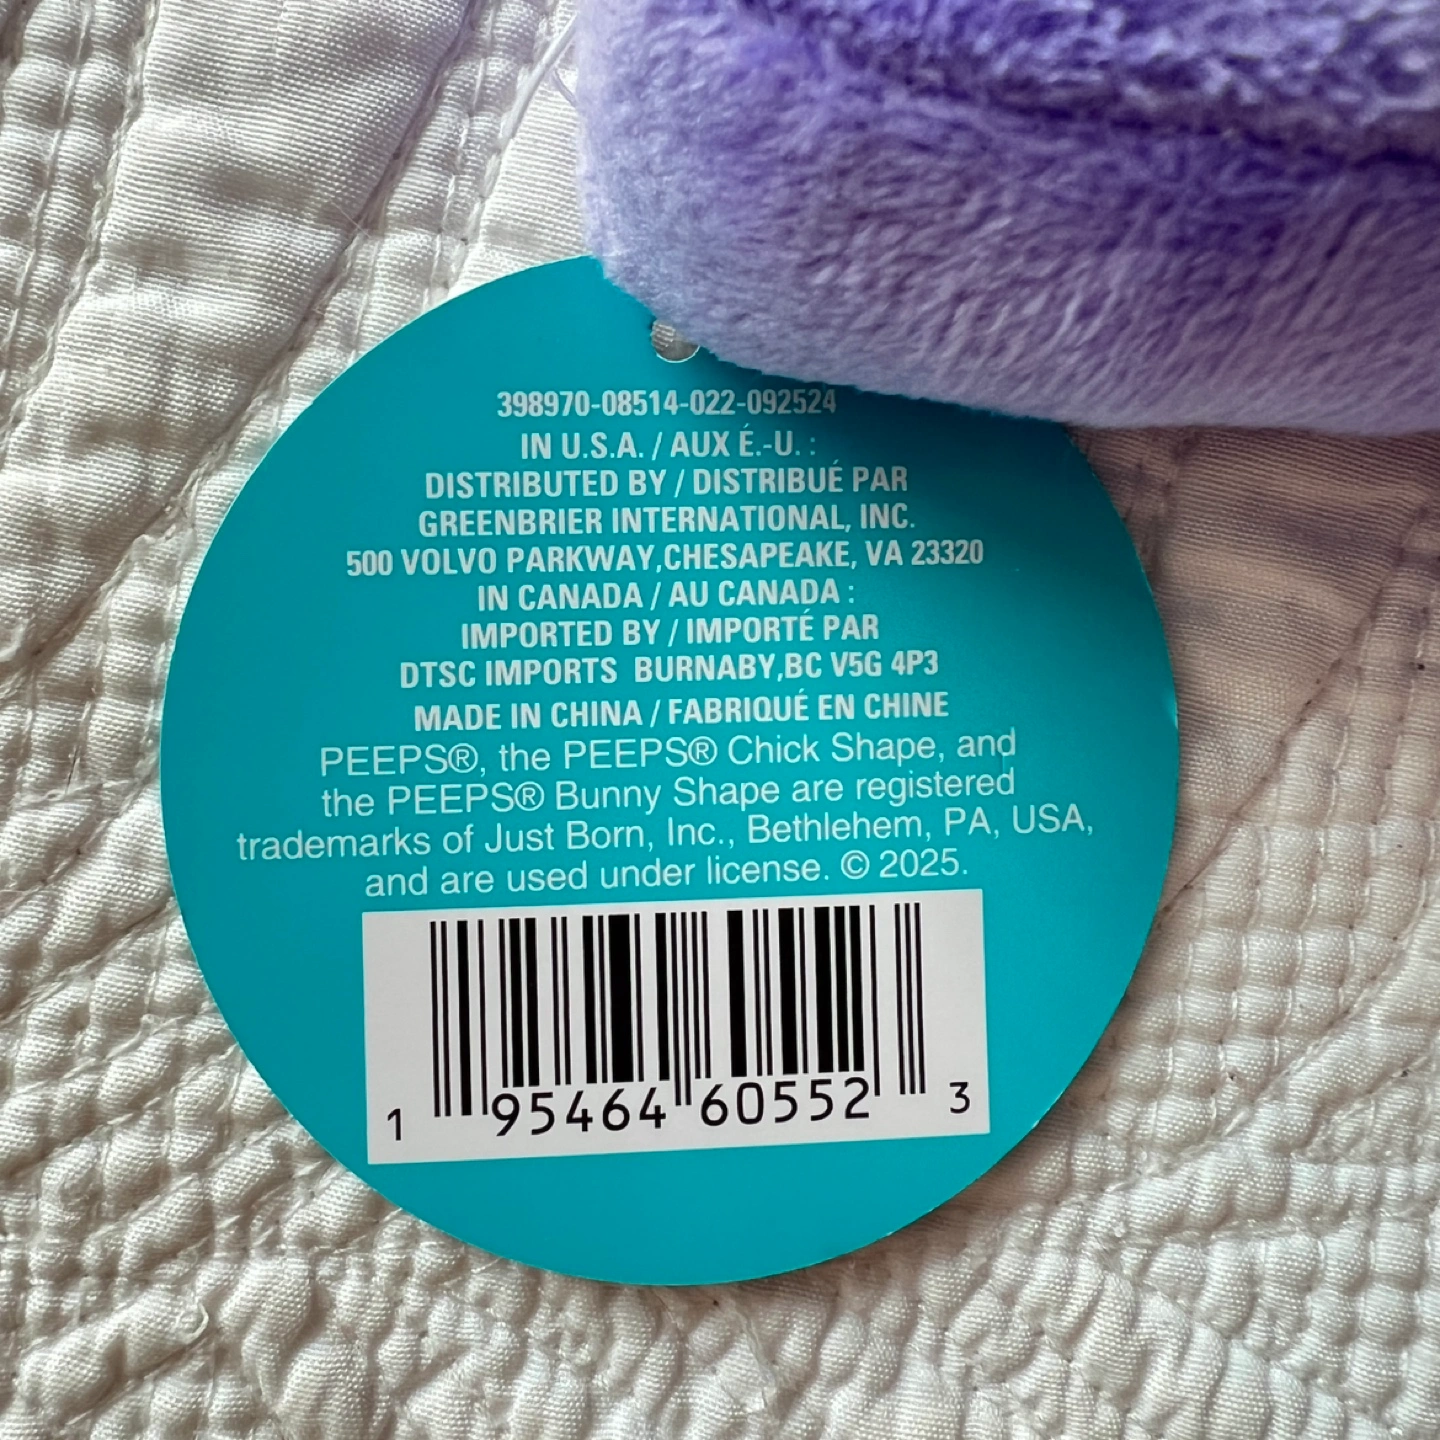 398970-08514-022-092524
IN U.S.A. / AUX É.-U. :
DISTRIBUTED BY / DISTRIBUÉ PAR
GREENBRIER INTERNATIONAL, INC.
500 VOLVO PARKWAY,CHESAPEAKE, VA 23320
IN CANADA / AU CANADA :
IMPORTED BY / IMPORTÉ PAR
DTSC IMPORTS  BURNABY,BC V5G 4P3
MADE IN CHINA / FABRIQUÉ EN CHINE
PEEPS®, the PEEPS® Chick Shape, and
the PEEPS® Bunny Shape are registered
trademarks of Just Born, Inc., Bethlehem, PA, USA,
and are used under license. © 2025.
1 95464 60552 3